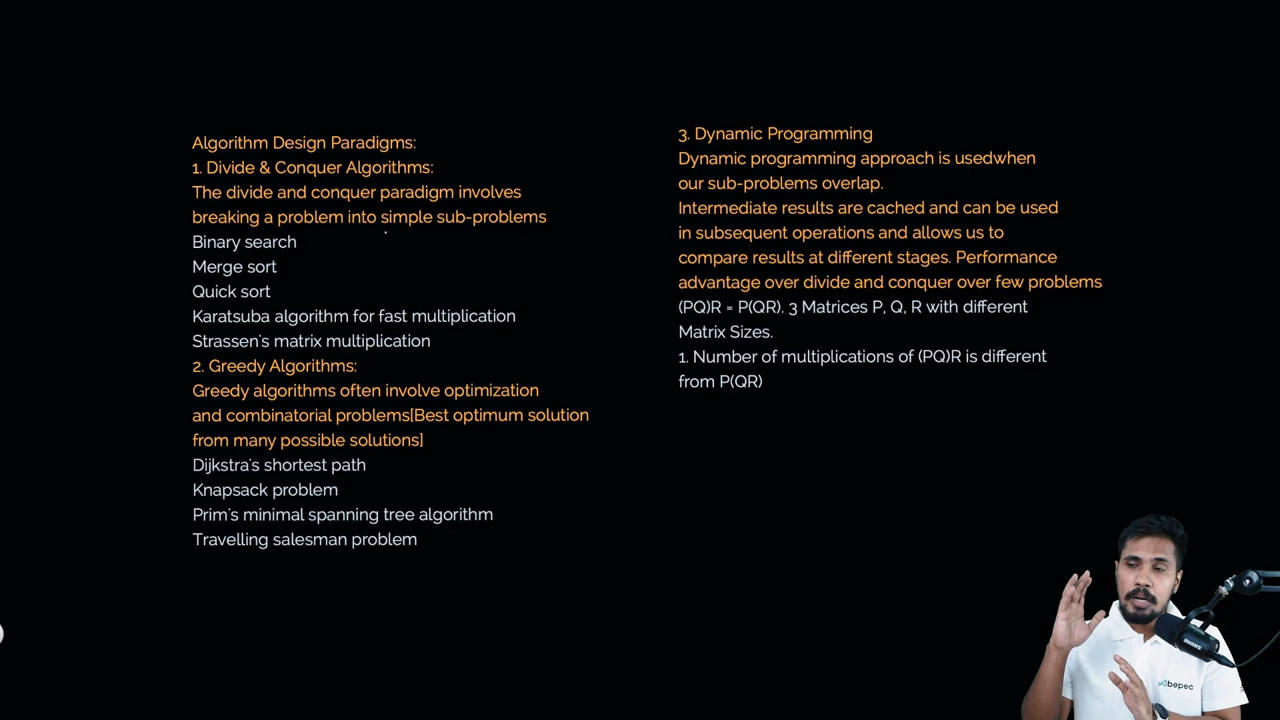 Algorithm Design Paradigms:
1. Divide & Conquer Algorithms:
The divide and conquer paradigm involves
breaking a problem into simple sub-problems
Binary search
Merge sort
Quick sort
Karatsuba algorithm for fast multiplication
Strassen's matrix multiplication
2. Greedy Algorithms:
Greedy algorithms often involve optimization
and combinatorial problems[Best optimum solution
from many possible solutions]
Dijkstra's shortest path
Knapsack problem
Prim's minimal spanning tree algorithm
Travelling salesman problem
3. Dynamic Programming
Dynamic programming approach is usedwhen
our sub-problems overlap.
Intermediate results are cached and can be used
in subsequent operations and allows us to
compare results at different stages. Performance
advantage over divide and conquer over few problems
(PQ)R = P(QR). 3 Matrices P, Q, R with different
Matrix Sizes.
1. Number of multiplications of (PQ)R is different
from P(QR)
bepec